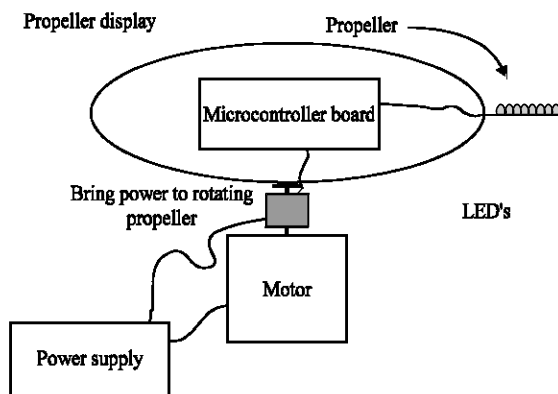 Propeller display
Propeller
Microcontroller board
Bring power to rotating
propeller
LED's
Motor
Power supply